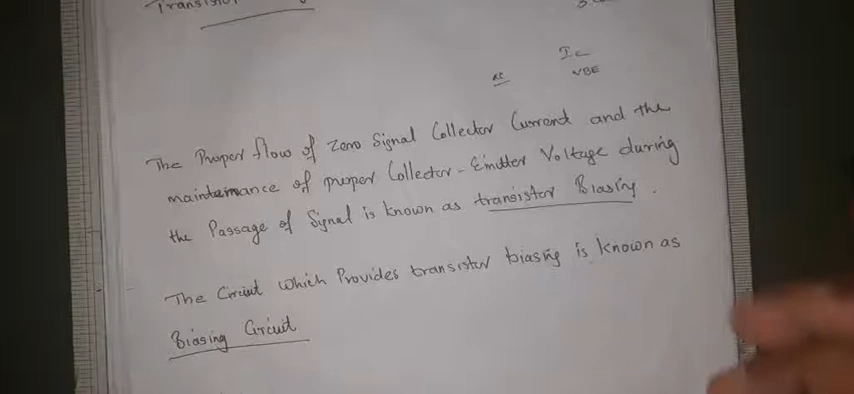 Transistor
Ic
RC
VBE
The Proper flow of Zero Signal Collector Current and the
maintenance of proper Collector-Emitter Voltage during
the Passage of Signal is known as transistor Biasing.
The Circuit which Provides transistor biasing is known as
Biasing Circuit